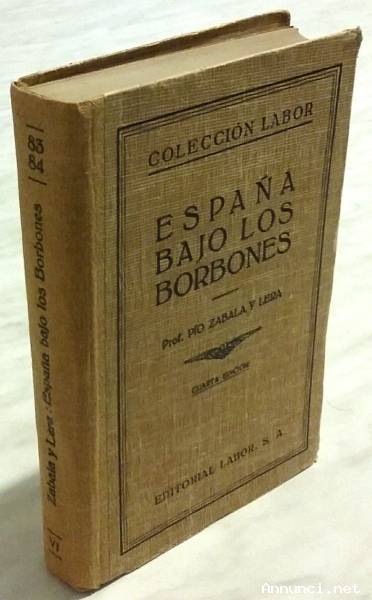 COLECCIÓN LABOR
ESPAÑA
BAJO LOS
BORBONES
Prof. PÍO ZABALA Y LERA
CUARTA EDICIÓN
EDITORIAL LABOR, S. A.
83
84
Zabala y Lera : España bajo los Borbones
VI
Annunci.net